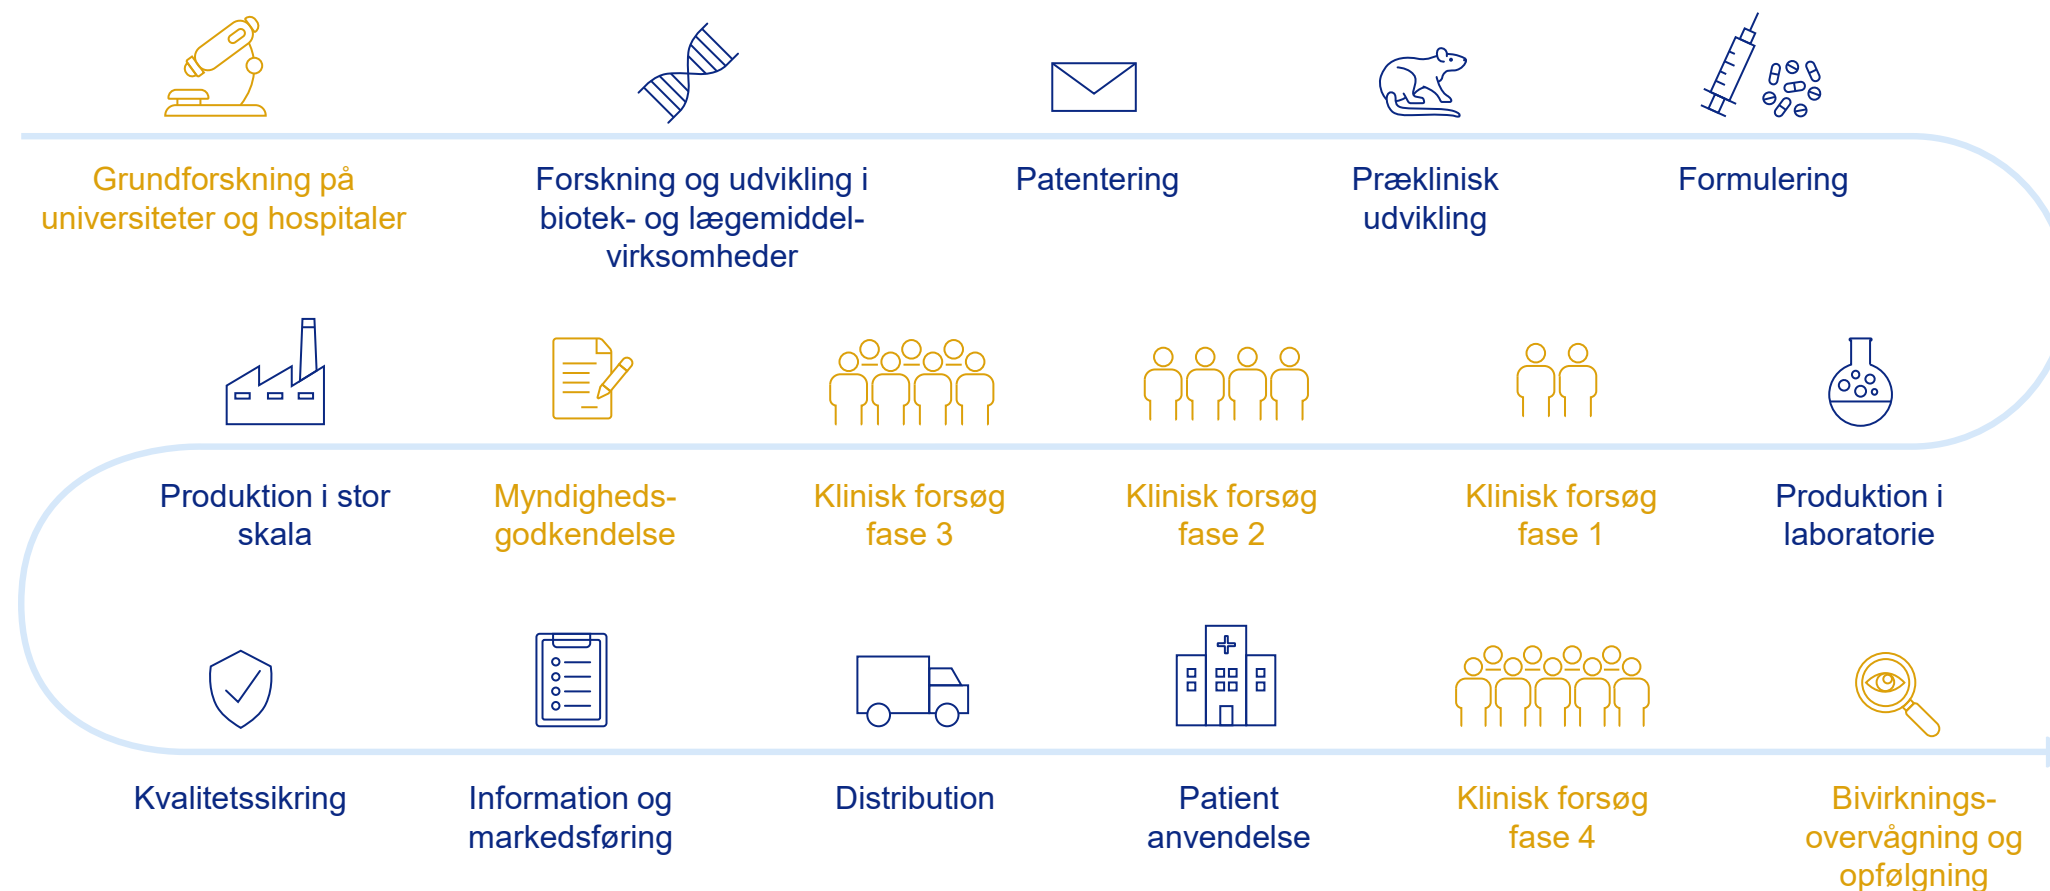 Grundforskning på
universiteter og hospitaler
Forskning og udvikling i
biotek- og lægemiddel-
virksomheder
Patentering
Præklinisk
udvikling
Formulering
Produktion i stor
skala
Myndigheds-
godkendelse
Klinisk forsøg
fase 3
Klinisk forsøg
fase 2
Klinisk forsøg
fase 1
Produktion i
laboratorie
Kvalitetssikring
Information og
markedsføring
Distribution
Patient
anvendelse
Klinisk forsøg
fase 4
Bivirknings-
overvågning og
opfølgning